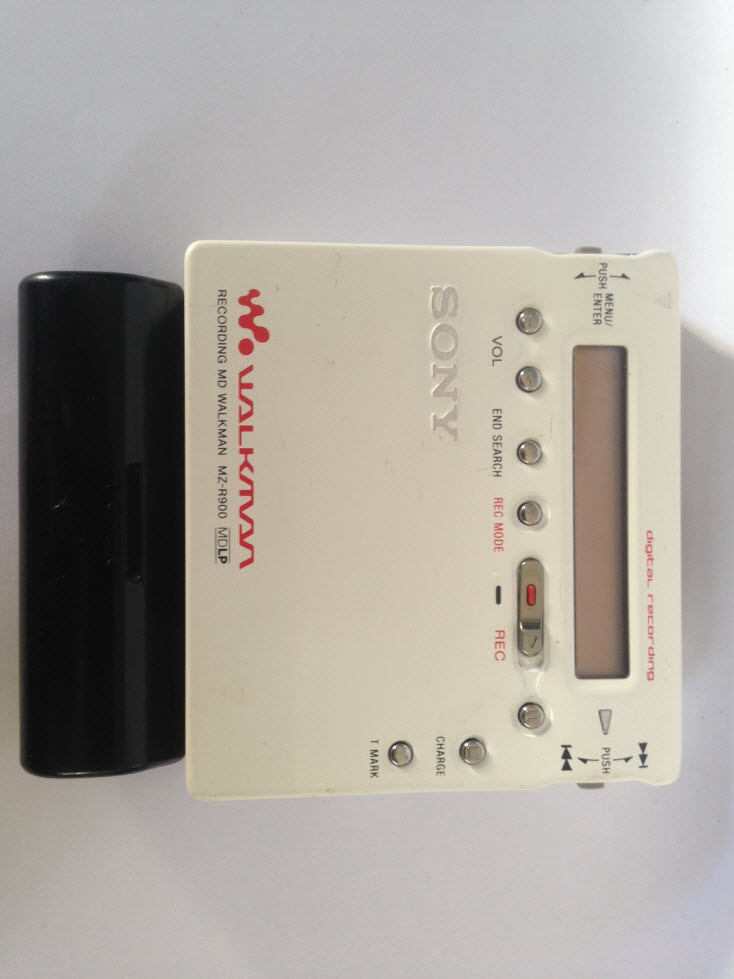 digital recording
PUSH MENU/
ENTER
PUSH
VOL
END SEARCH
REC MODE
REC
CHARGE
T MARK
SONY
WALKMAN
RECORDING MD WALKMAN MZ-R900 MDLP